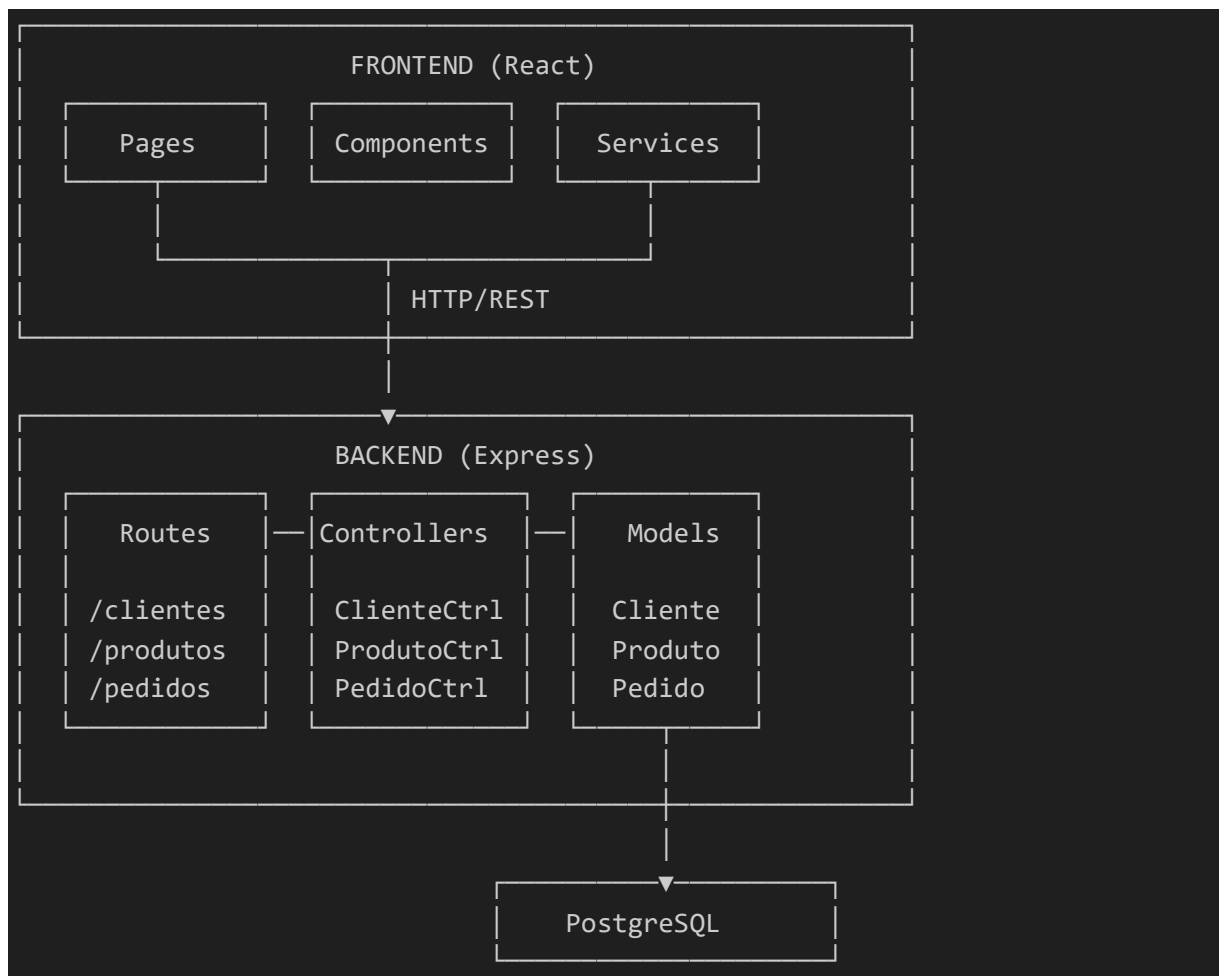 FRONTEND (React)
Pages Components Services
HTTP/REST
BACKEND (Express)
Routes Controllers Models
/clientes ClienteCtrl Cliente
/produtos ProdutoCtrl Produto
/pedidos PedidoCtrl Pedido
PostgreSQL